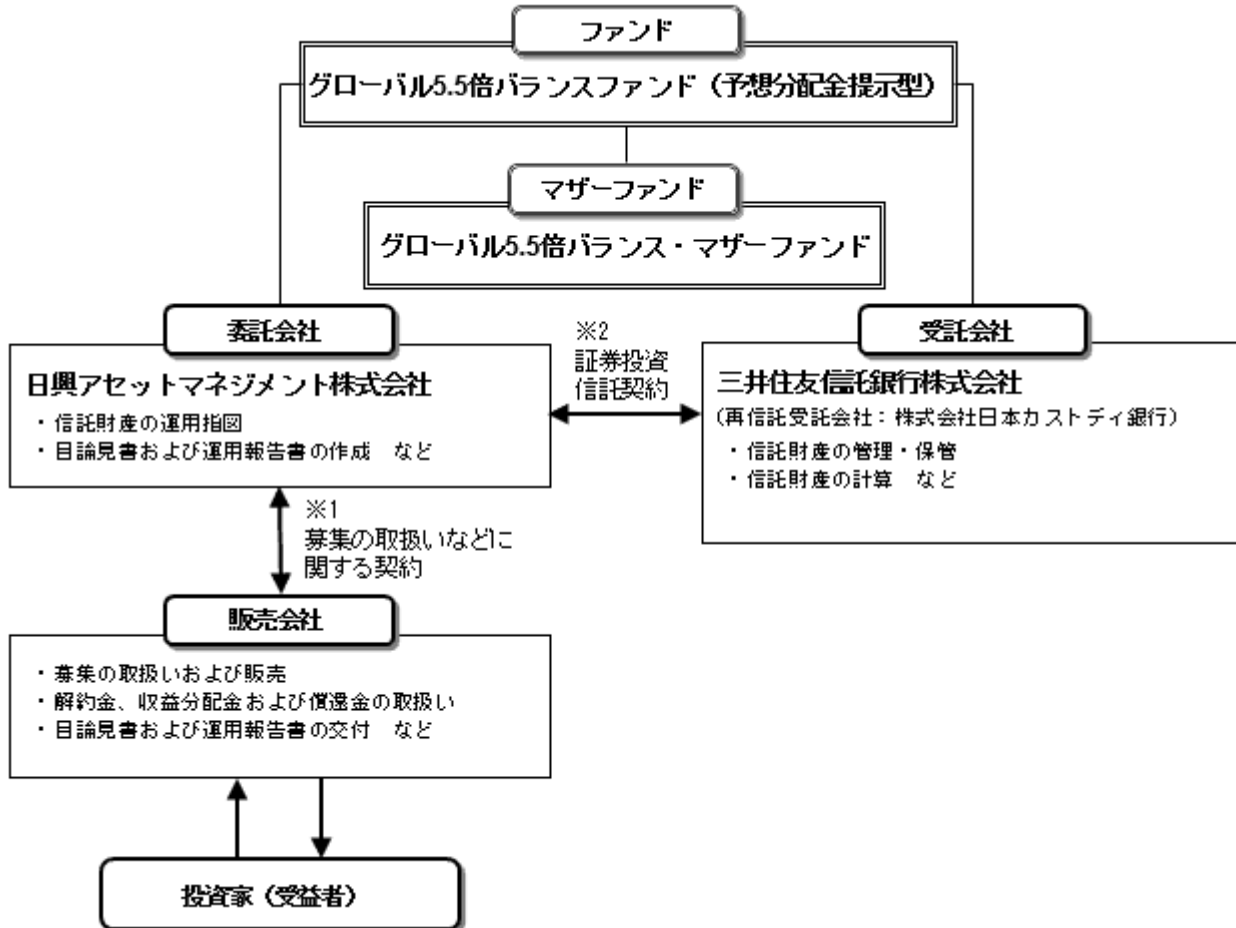 ファンド
グローバル5.5倍バランスファンド（予想分配金提示型）
マザーファンド
グローバル5.5倍バランス・マザーファンド
委託会社
日興アセットマネジメント株式会社
・信託財産の運用指図
・目論見書および運用報告書の作成　など
※2
証券投資
信託契約
受託会社
三井住友信託銀行株式会社
（再信託受託会社：株式会社日本カストディ銀行）
・信託財産の管理・保管
・信託財産の計算　など
※1
募集の取扱いなどに
関する契約
販売会社
・募集の取扱いおよび販売
・解約金、収益分配金および償還金の取扱い
・目論見書および運用報告書の交付　など
投資家（受益者）